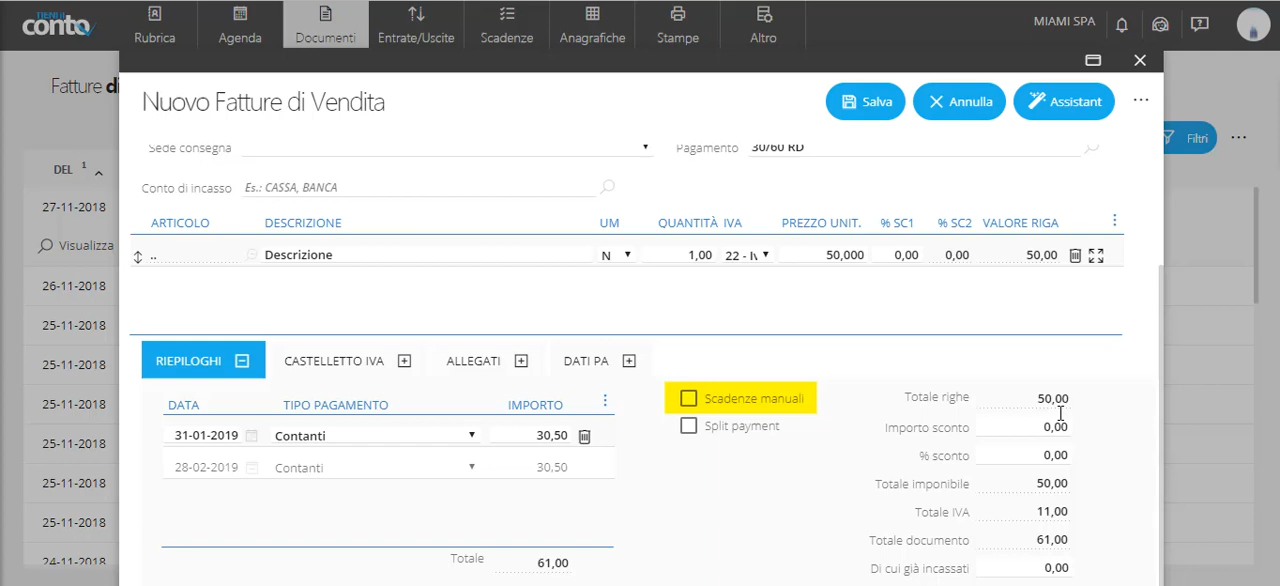 TIENI IL
conto
Rubrica
Agenda
Documenti
Entrate/Uscite
Scadenze
Anagrafiche
Stampe
Altro
MIAMI SPA
Fatture di
Nuovo Fatture di Vendita
Salva
Annulla
Assistant
Filtri
Sede consegna
Pagamento
30/60 RD
DEL 1
Conto di incasso
Es.: CASSA, BANCA
27-11-2018
ARTICOLO
DESCRIZIONE
UM
QUANTITÀ
IVA
PREZZO UNIT.
% SC1
% SC2
VALORE RIGA
Visualizza
..
Descrizione
N
1,00
22 - I\
50,000
0,00
0,00
50,00
26-11-2018
25-11-2018
25-11-2018
25-11-2018
25-11-2018
25-11-2018
25-11-2018
24-11-2018
RIEPILOGHI
CASTELLETTO IVA
ALLEGATI
DATI PA
DATA
TIPO PAGAMENTO
IMPORTO
31-01-2019
Contanti
30,50
28-02-2019
Contanti
30,50
Totale
61,00
Scadenze manuali
Split payment
Totale righe
50,00
Importo sconto
0,00
% sconto
0,00
Totale imponibile
50,00
Totale IVA
11,00
Totale documento
61,00
Di cui già incassati
0,00